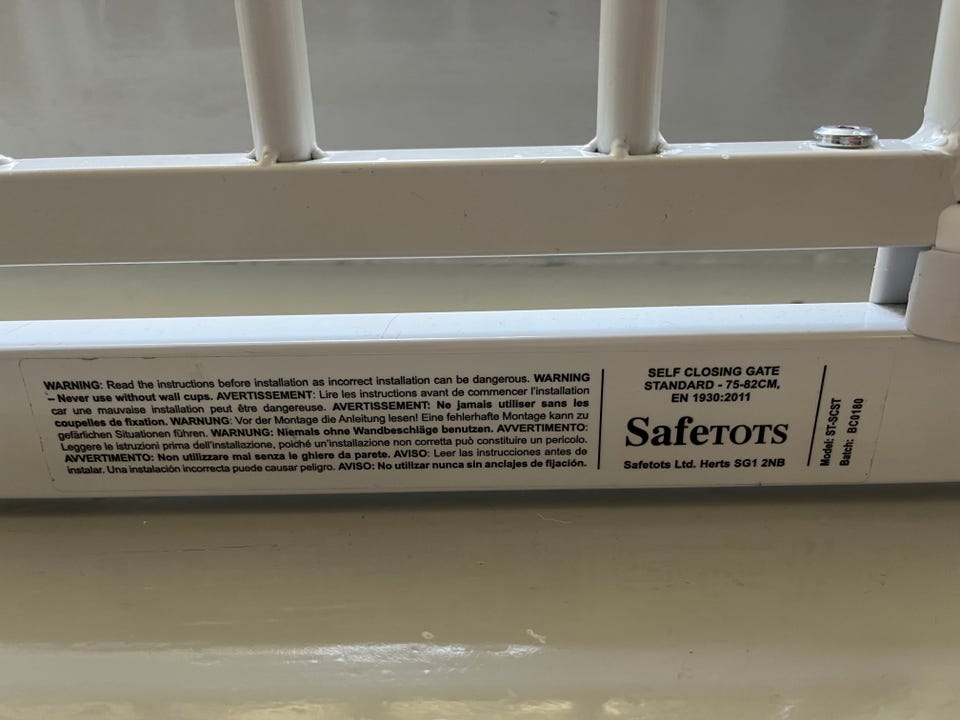 WARNING: Read the instructions before installation as incorrect installation can be dangerous. WARNING
– Never use without wall cups. AVERTISSEMENT: Lire les instructions avant de commencer l'installation
car une mauvaise installation peut être dangereuse. AVERTISSEMENT: Ne jamais utiliser sans les
coupelles de fixation. WARNUNG: Vor der Montage die Anleitung lesen! Eine fehlerhafte Montage kann zu
gefärlichen Situationen führen. WARNUNG: Niemals ohne Wandbeschläge benutzen. AVVERTIMENTO:
Leggere le istruzioni prima dell'installazione, poiché un'installazione non corretta può constituire un pericolo.
AVVERTIMENTO: Non utilizzare mai senza le ghiere da parete. AVISO: Leer las instrucciones antes de
instalar. Una instalación incorrecta puede causar peligro. AVISO: No utilizar nunca sin anclajes de fijación.
SELF CLOSING GATE
STANDARD - 75-82CM,
EN 1930:2011
SafeTOTS
Safetots Ltd. Herts SG1 2NB
Model: ST-SCST
Batch: BC0180